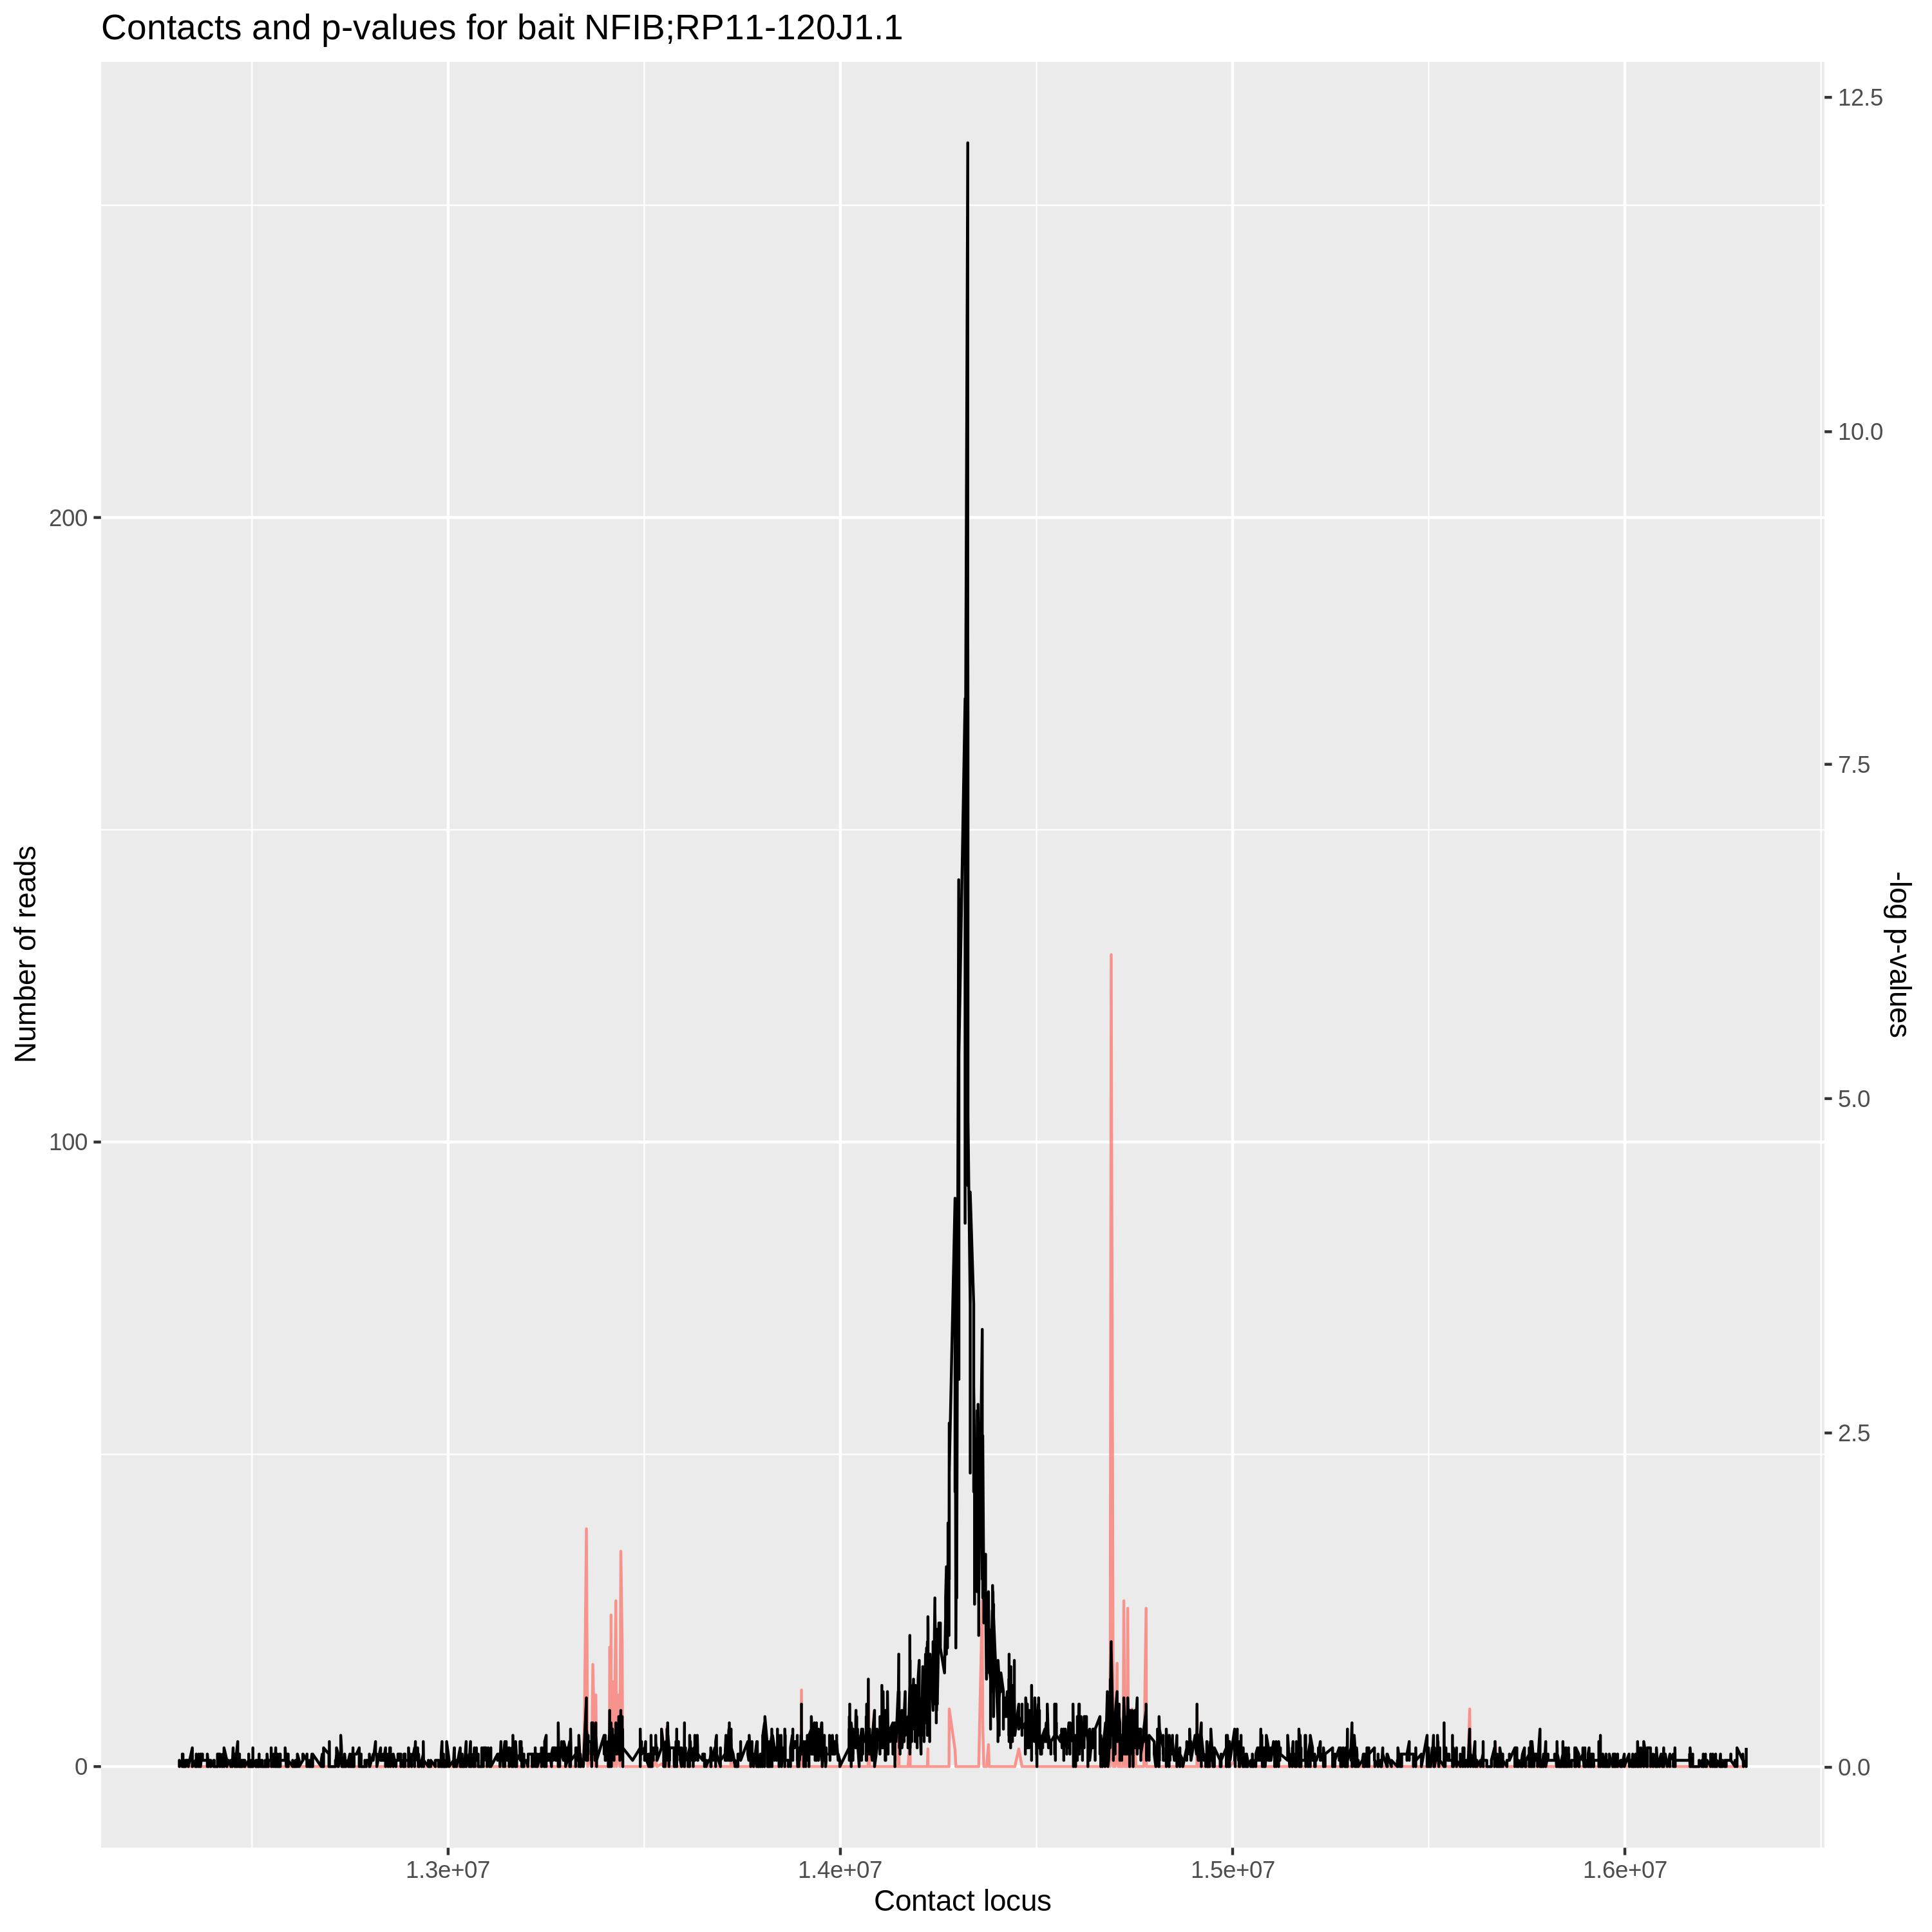 Contacts and p-values for bait NFIB;RP11-120J1.1
Number of reads
200
100
0
12.5
10.0
7.5
5.0
2.5
0.0
-log p-values
1.3e+07 1.4e+07 1.5e+07 1.6e+07
Contact locus